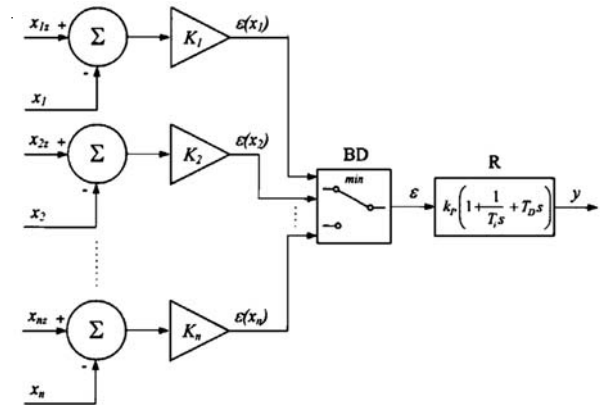 x1z +
Σ
-
x1
K1
ε(x1)
x2z +
Σ
-
x2
K2
ε(x2)
xnz +
Σ
-
xn
Kn
ε(xn)
BD
min
ε
R
kP(1+1/(Tis)+TDs)
y